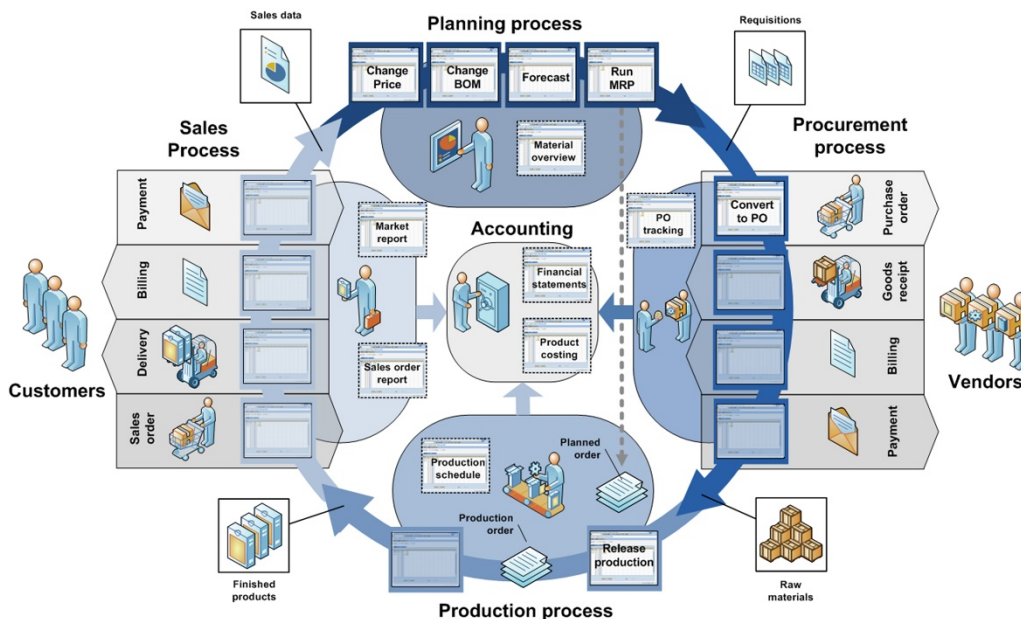 Sales data
Planning process
Requisitions
Change
Price
Change
BOM
Forecast
Run
MRP
Sales
Process
Procurement
process
Material
overview
Payment
Market
report
Accounting
PO
tracking
Convert
to PO
Purchase
order
Billing
Financial
statements
Goods
receipt
Customers
Delivery
Sales order
report
Product
costing
Billing
Vendors
Sales
order
Payment
Production
schedule
Planned
order
Production
order
Release
production
Finished
products
Production process
Raw
materials